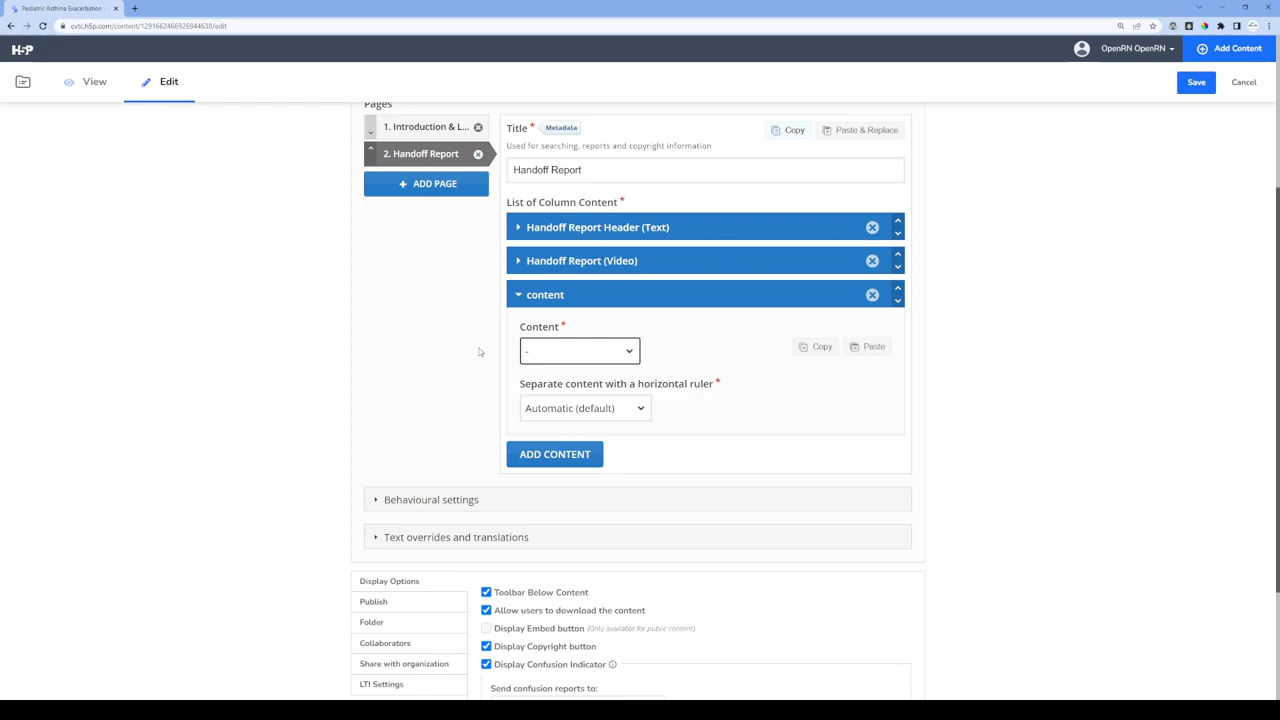 Pediatric Asthma Exacerbation
cvtc.h5p.com/content/1291662466926944638/edit
H5P
OpenRN OpenRN
Add Content
View
Edit
Save
Cancel
Pages
1. Introduction & L...
2. Handoff Report
+ ADD PAGE
Title * Metadata
Copy
Paste & Replace
Used for searching, reports and copyright information
Handoff Report
List of Column Content *
Handoff Report Header (Text)
Handoff Report (Video)
content
Content *
-
Copy
Paste
Separate content with a horizontal ruler *
Automatic (default)
ADD CONTENT
Behavioural settings
Text overrides and translations
Display Options
Publish
Folder
Collaborators
Share with organization
LTI Settings
Toolbar Below Content
Allow users to download the content
Display Embed button (Only available for public content)
Display Copyright button
Display Confusion Indicator
Send confusion reports to: